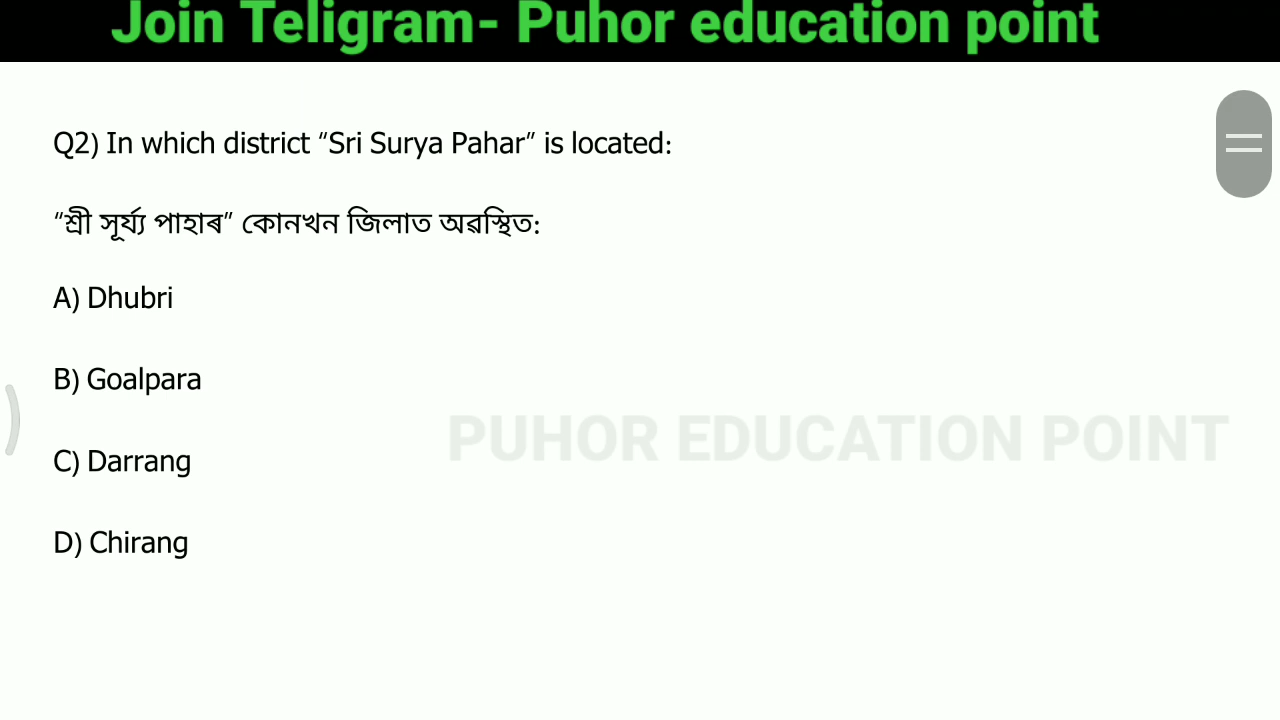 Join Teligram- Puhor education point
Q2) In which district “Sri Surya Pahar” is located:
“শ্ৰী সূৰ্য্য পাহাৰ” কোনখন জিলাত অৱস্থিত:
A) Dhubri
B) Goalpara
PUHOR EDUCATION POINT
C) Darrang
D) Chirang